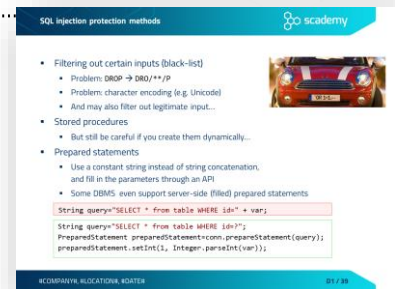 SQL injection protection methods
scademy
Filtering out certain inputs (black-list)
Problem: DROP → DRO/**/P
Problem: character encoding (e.g. Unicode)
And may also filter out legitimate input...
Stored procedures
But still be careful if you create them dynamically...
Prepared statements
Use a constant string instead of string concatenation,
and fill in the parameters through an API
Some DBMS even support server-side (filled) prepared statements
String query="SELECT * from table WHERE id=" + var;
String query="SELECT * from table WHERE id=?";
PreparedStatement preparedStatement=conn.prepareStatement(query);
preparedStatement.setInt(1, Integer.parseInt(var));
#COMPANY#, #LOCATION#, #DATE#